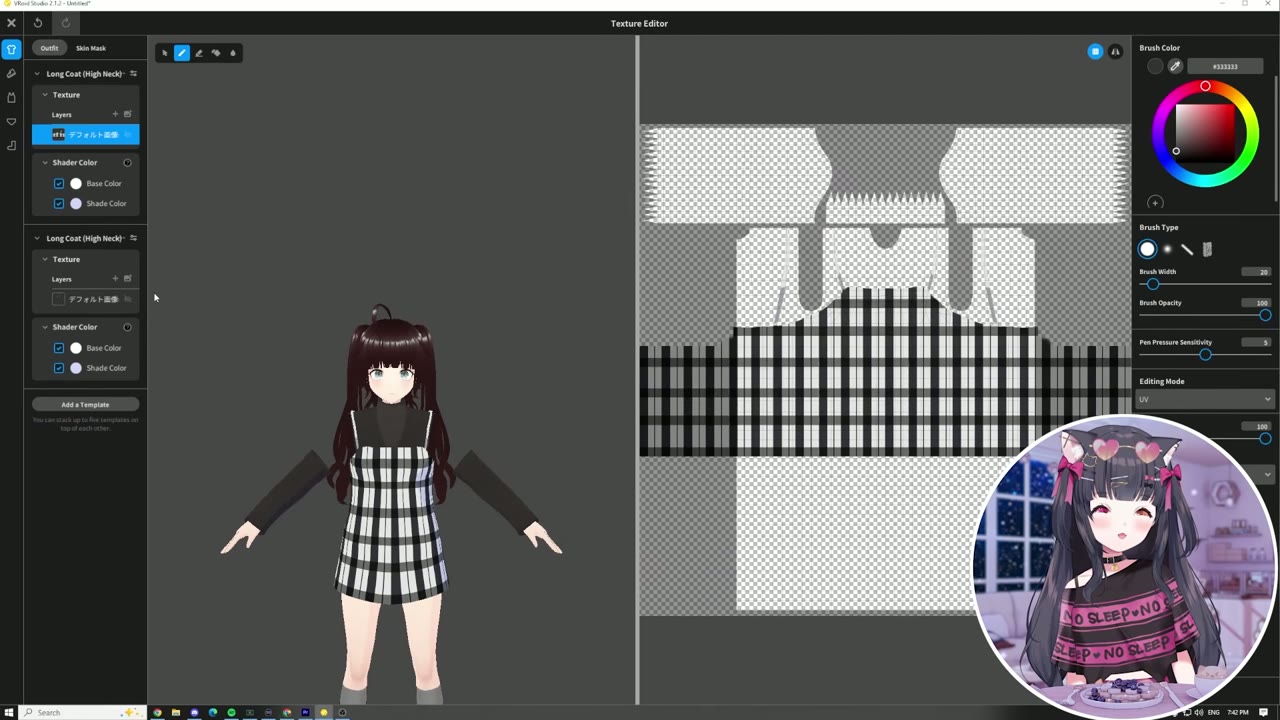 VRoid Studio 2.1.2 - Untitled*
Texture Editor
Outfit
Skin Mask
Long Coat (High Neck)
Texture
Layers
デフォルト画像
Shader Color
Base Color
Shade Color
Long Coat (High Neck)
Texture
Layers
デフォルト画像
Shader Color
Base Color
Shade Color
Add a Template
You can stack up to five templates on
top of each other.
Brush Color
#333333
Brush Type
Brush Width
20
Brush Opacity
100
Pen Pressure Sensitivity
5
Editing Mode
UV
100
NO SLEEP♥NO S
SLEEP♥NO SLEEP
Search
ENG
7:42 PM